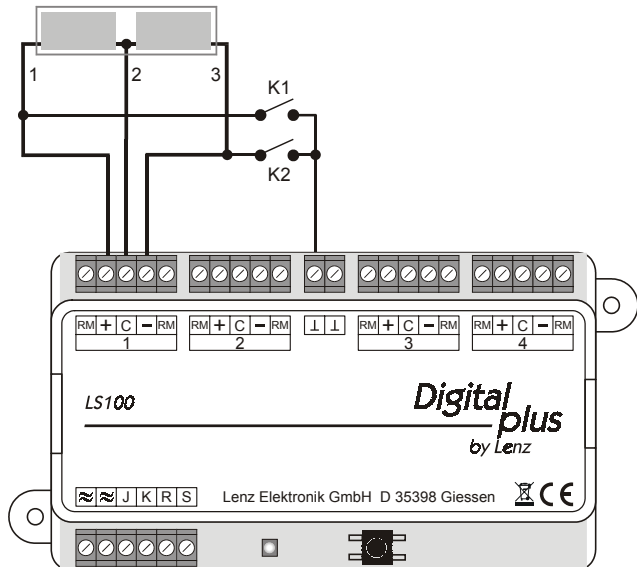 1 2 3
K1
K2
RM + C − RM RM + C − RM ⊥ ⊥ RM + C − RM RM + C − RM
1 2 3 4
LS100
Digital
plus
by Lenz
≈ ≈ J K R S Lenz Elektronik GmbH D 35398 Giessen CE